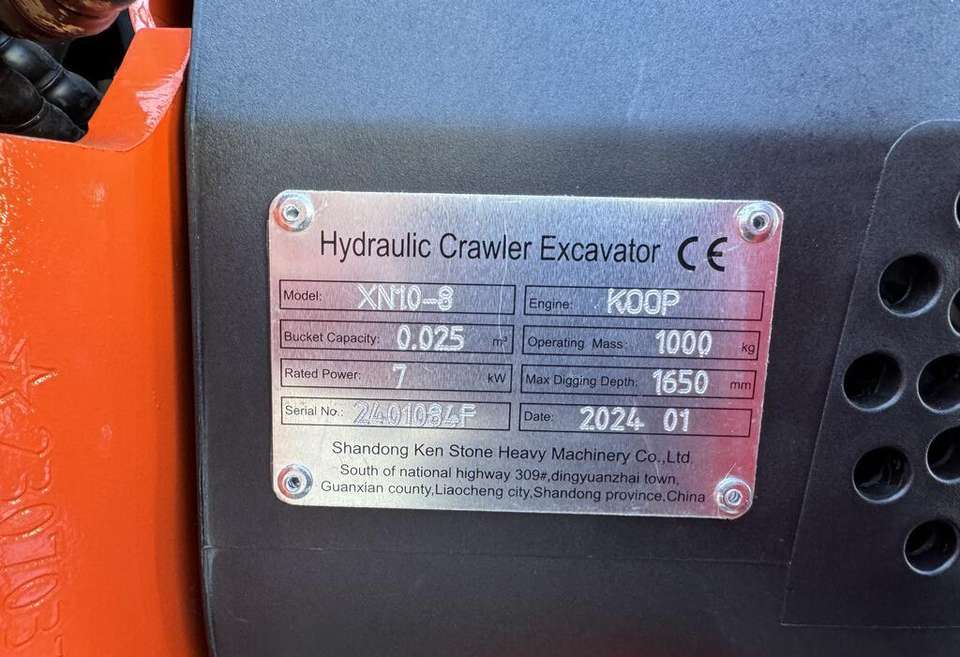 Hydraulic Crawler Excavator CE
Model: XN10-8 Engine: KOOP
Bucket Capacity: 0.025 m³ Operating Mass: 1000 kg
Rated Power: 7 kW Max Digging Depth: 1650 mm
Serial No.: 2401084F Date: 2024 01
Shandong Ken Stone Heavy Machinery Co.,Ltd.
South of national highway 309#,dingyuanzhai town,
Guanxian county,Liaocheng city,Shandong province,China